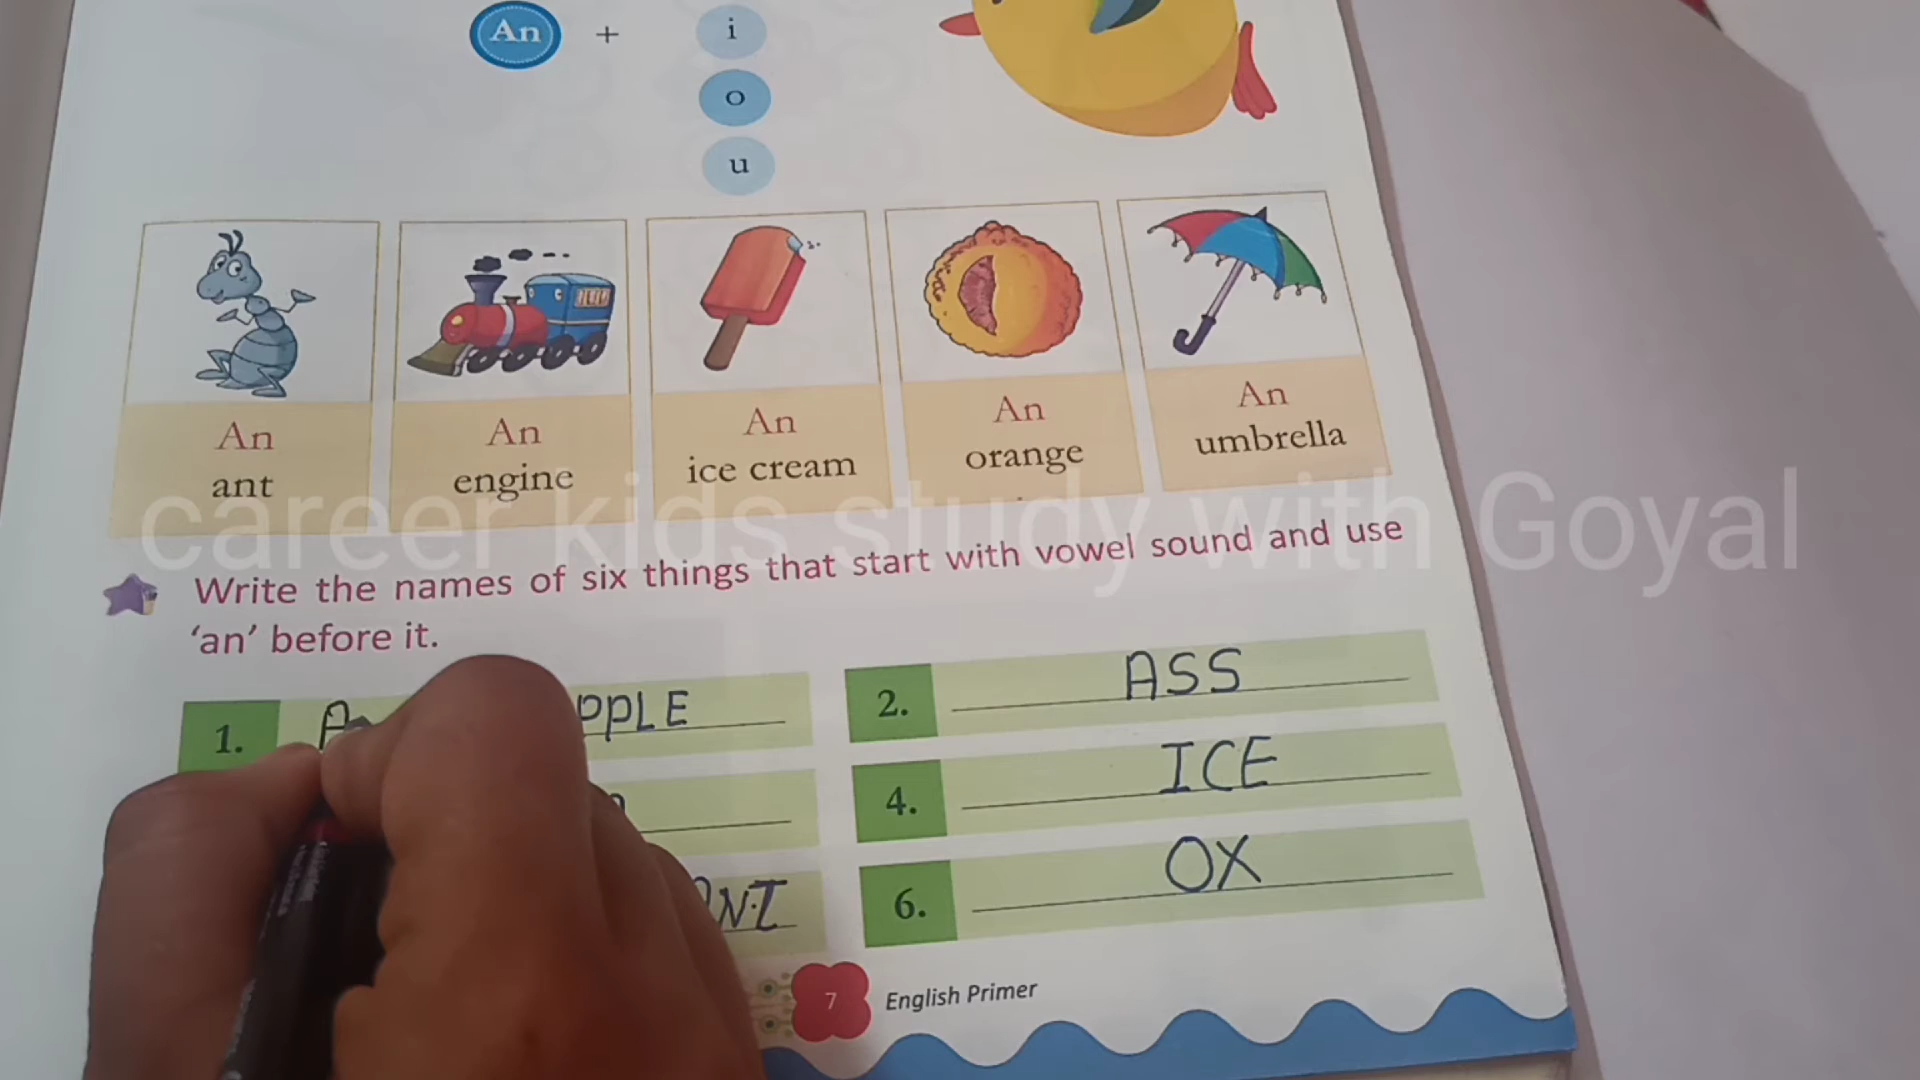 An + i
o
u
An An An An An
ant engine ice cream orange umbrella
career kids study with Goyal
Write the names of six things that start with vowel sound and use
‘an’ before it.
1. 2. ASS
4. ICE
6. OX
7 English Primer